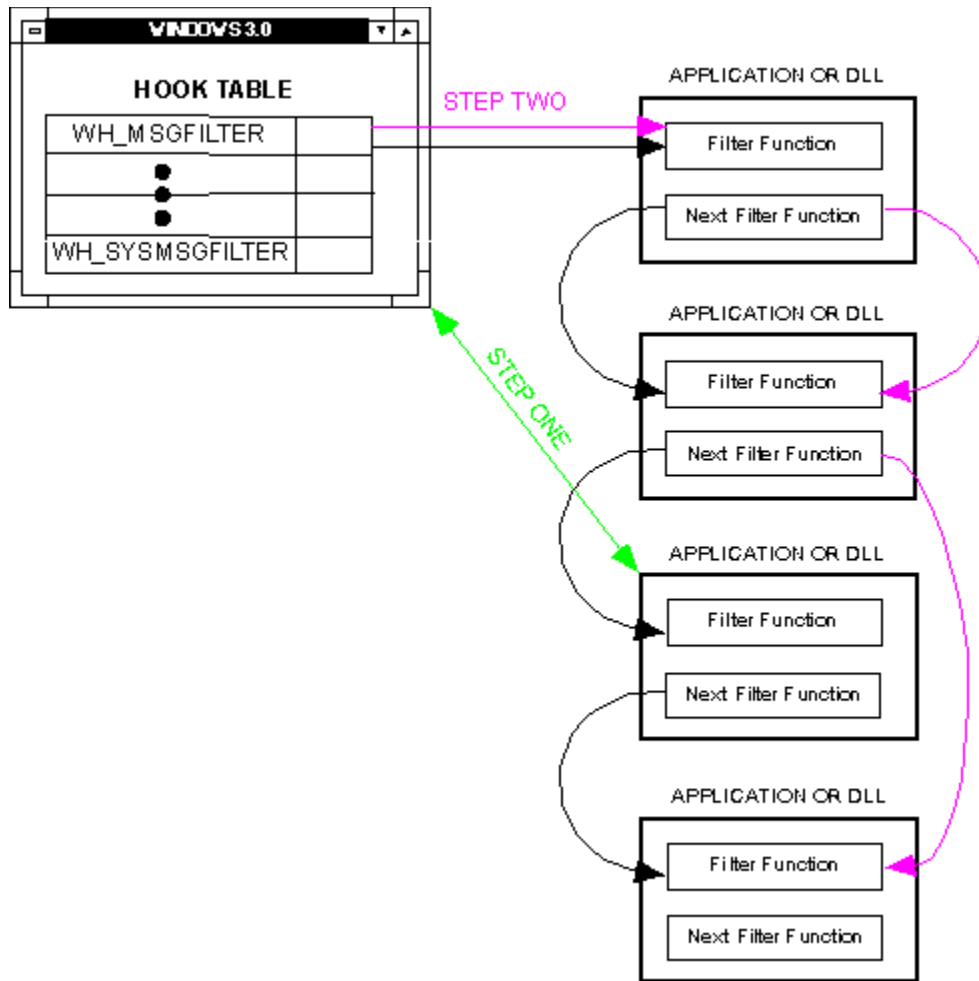 WINDOWS 3.0
HOOK TABLE
WH_MSGFILTER
WH_SYSMSGFILTER
STEP TWO
STEP ONE
APPLICATION OR DLL
Filter Function
Next Filter Function
APPLICATION OR DLL
Filter Function
Next Filter Function
APPLICATION OR DLL
Filter Function
Next Filter Function
APPLICATION OR DLL
Filter Function
Next Filter Function